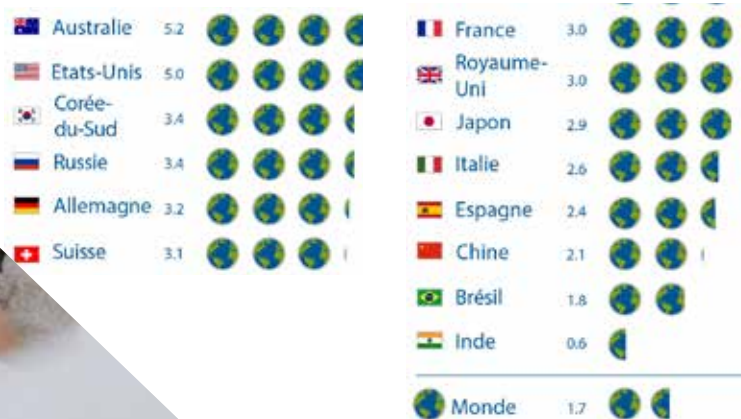 Australie 5.2
Etats-Unis 5.0
Corée-
du-Sud 3.4
Russie 3.4
Allemagne 3.2
Suisse 3.1
France 3.0
Royaume-
Uni 3.0
Japon 2.9
Italie 2.6
Espagne 2.4
Chine 2.1
Brésil 1.8
Inde 0.6
Monde 1.7